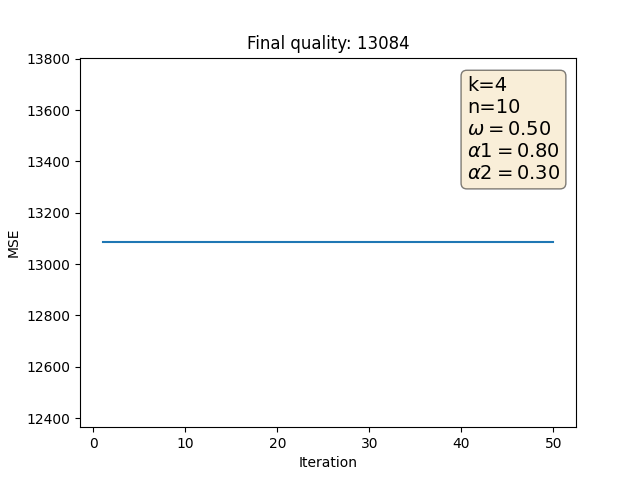 Final quality: 13084
13800
13600
13400
13200
13000
12800
12600
12400
MSE
k=4
n=10
ω = 0.50
α1 = 0.80
α2 = 0.30
0 10 20 30 40 50
Iteration